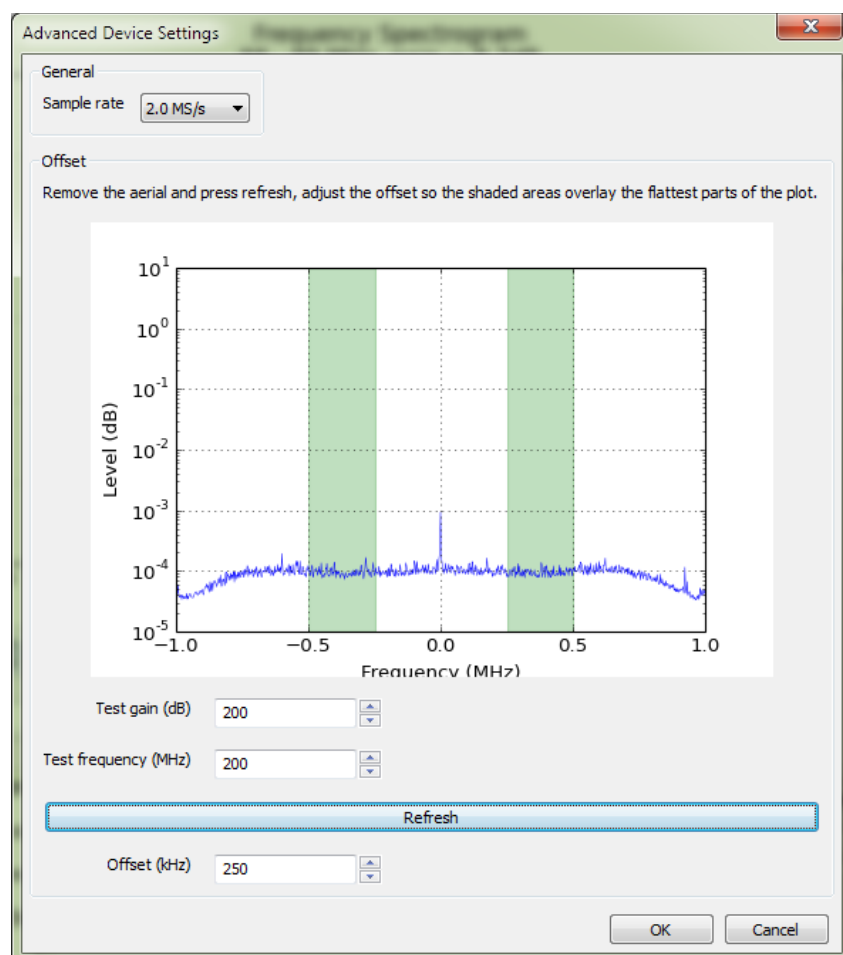 Advanced Device Settings
General
Sample rate 2.0 MS/s
Offset
Remove the aerial and press refresh, adjust the offset so the shaded areas overlay the flattest parts of the plot.
10^1
10^0
10^-1
10^-2
10^-3
10^-4
10^-5
Level (dB)
−1.0 −0.5 0.0 0.5 1.0
Frequency (MHz)
Test gain (dB) 200
Test frequency (MHz) 200
Refresh
Offset (kHz) 250
OK Cancel